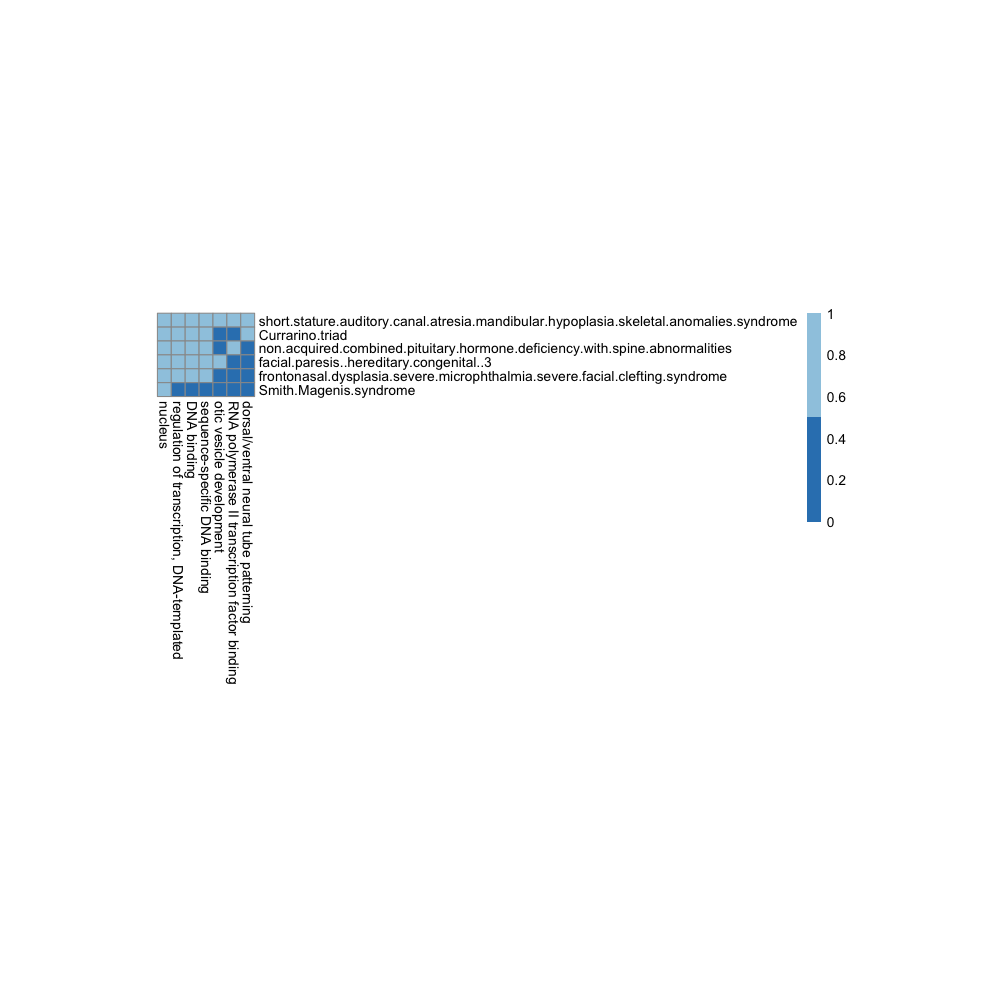 short.stature.auditory.canal.atresia.mandibular.hypoplasia.skeletal.anomalies.syndrome
Currarino.triad
non.acquired.combined.pituitary.hormone.deficiency.with.spine.abnormalities
facial.paresis..hereditary.congenital..3
frontonasal.dysplasia.severe.microphthalmia.severe.facial.clefting.syndrome
Smith.Magenis.syndrome
nucleus
regulation of transcription, DNA-templated
DNA binding
sequence-specific DNA binding
otic vesicle development
RNA polymerase II transcription factor binding
dorsal/ventral neural tube patterning
1
0.8
0.6
0.4
0.2
0